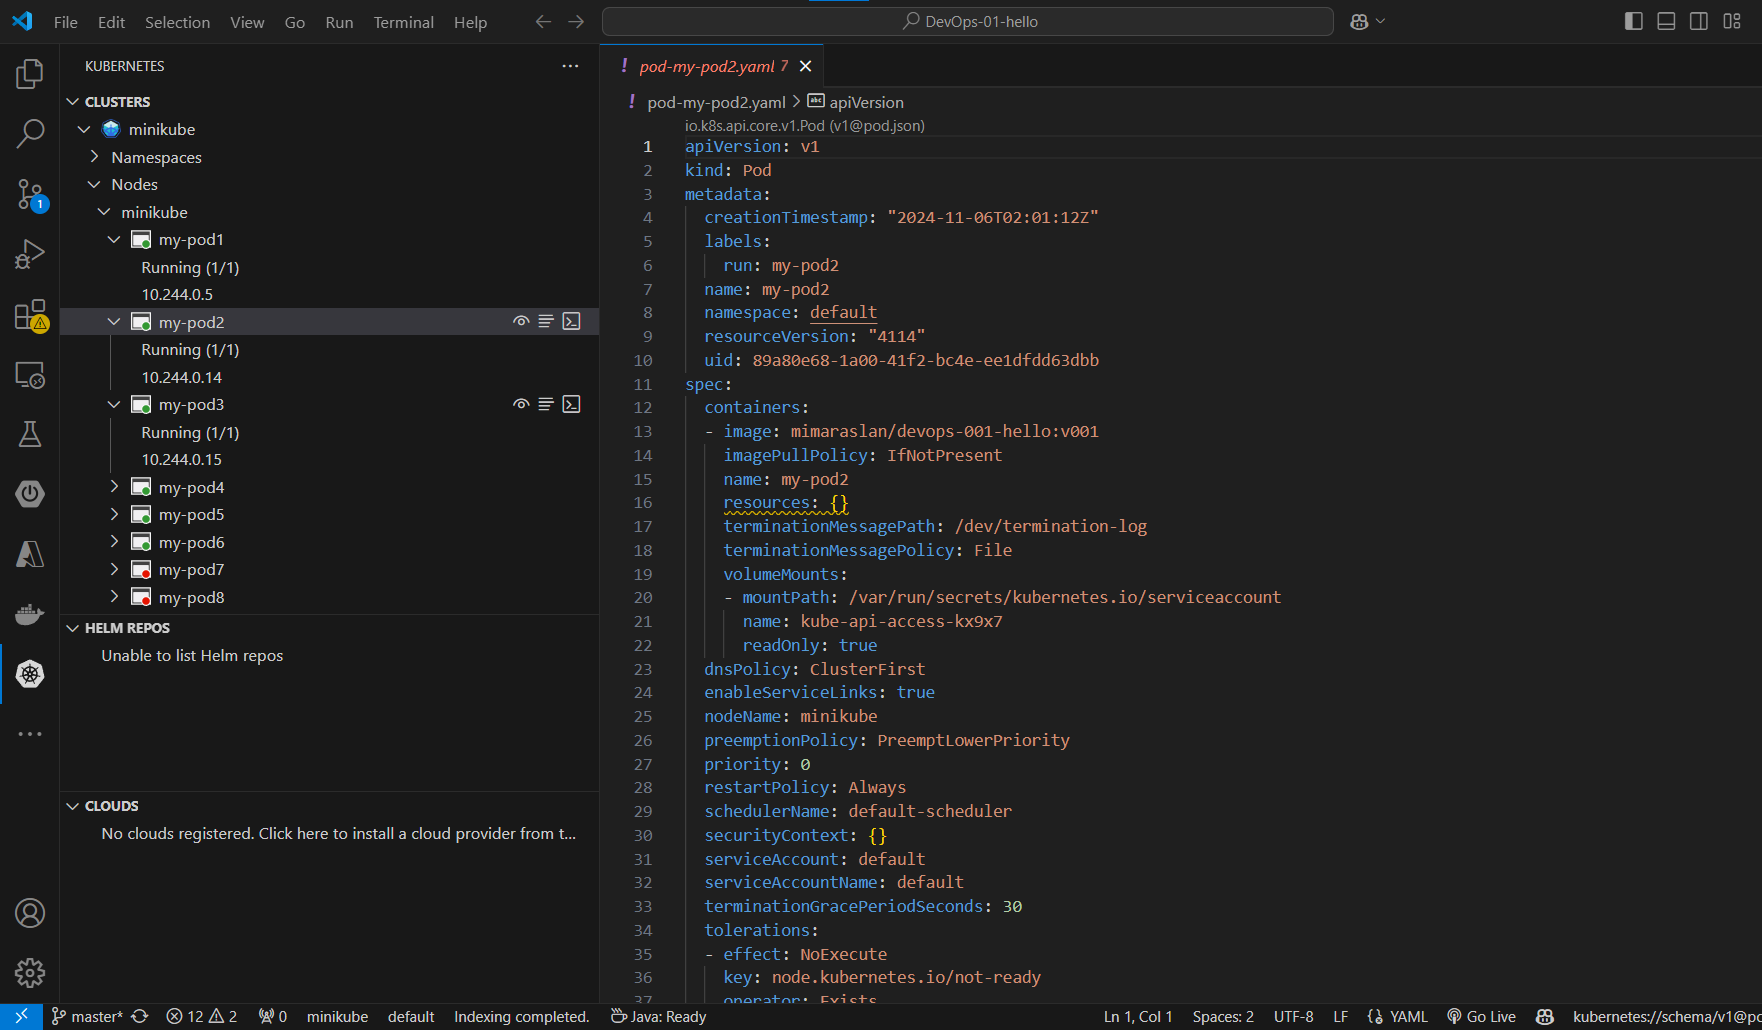 File Edit Selection View Go Run Terminal Help
DevOps-01-hello
KUBERNETES
CLUSTERS
minikube
Namespaces
Nodes
minikube
my-pod1
Running (1/1)
10.244.0.5
my-pod2
Running (1/1)
10.244.0.14
my-pod3
Running (1/1)
10.244.0.15
my-pod4
my-pod5
my-pod6
my-pod7
my-pod8
HELM REPOS
Unable to list Helm repos
CLOUDS
No clouds registered. Click here to install a cloud provider from t...
1
! pod-my-pod2.yaml 7
! pod-my-pod2.yaml > abc apiVersion
io.k8s.api.core.v1.Pod (v1@pod.json)
1 apiVersion: v1
2 kind: Pod
3 metadata:
4 creationTimestamp: "2024-11-06T02:01:12Z"
5 labels:
6 run: my-pod2
7 name: my-pod2
8 namespace: default
9 resourceVersion: "4114"
10 uid: 89a80e68-1a00-41f2-bc4e-ee1dfdd63dbb
11 spec:
12 containers:
13 - image: mimaraslan/devops-001-hello:v001
14 imagePullPolicy: IfNotPresent
15 name: my-pod2
16 resources: {}
17 terminationMessagePath: /dev/termination-log
18 terminationMessagePolicy: File
19 volumeMounts:
20 - mountPath: /var/run/secrets/kubernetes.io/serviceaccount
21 name: kube-api-access-kx9x7
22 readOnly: true
23 dnsPolicy: ClusterFirst
24 enableServiceLinks: true
25 nodeName: minikube
26 preemptionPolicy: PreemptLowerPriority
27 priority: 0
28 restartPolicy: Always
29 schedulerName: default-scheduler
30 securityContext: {}
31 serviceAccount: default
32 serviceAccountName: default
33 terminationGracePeriodSeconds: 30
34 tolerations:
35 - effect: NoExecute
36 key: node.kubernetes.io/not-ready
37 operator: Exists
master* 12 2 0 minikube default Indexing completed. Java: Ready Ln 1, Col 1 Spaces: 2 UTF-8 LF YAML Go Live kubernetes://schema/v1@po